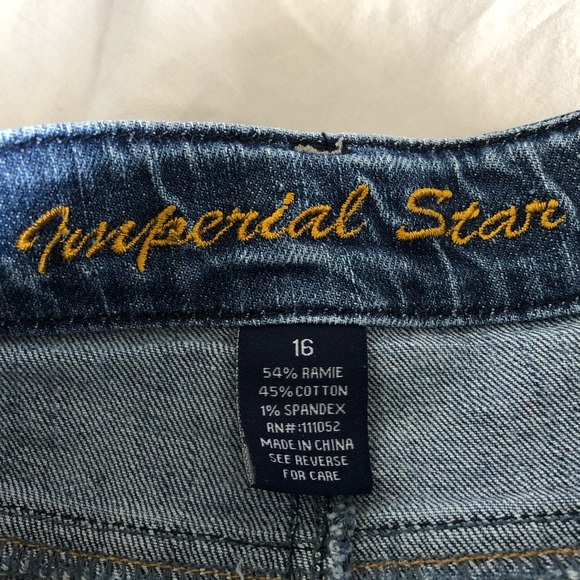 Imperial Star
16
54% RAMIE
45% COTTON
1% SPANDEX
RN#:111052
MADE IN CHINA
SEE REVERSE
FOR CARE